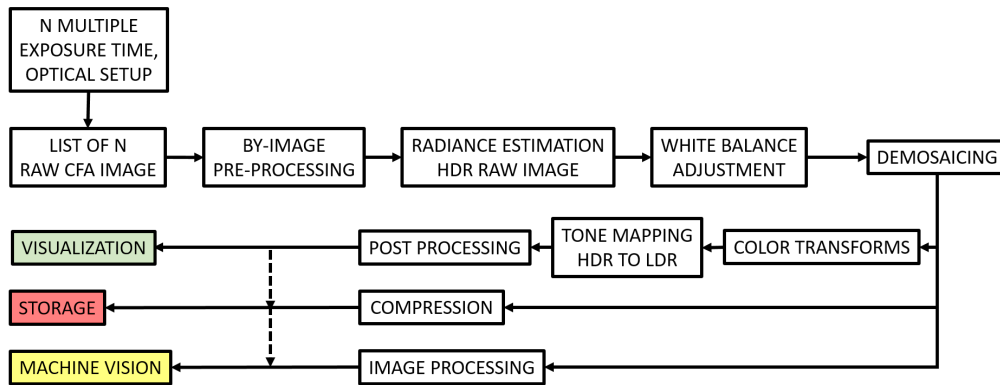 N MULTIPLE
EXPOSURE TIME,
OPTICAL SETUP
LIST OF N
RAW CFA IMAGE
BY-IMAGE
PRE-PROCESSING
RADIANCE ESTIMATION
HDR RAW IMAGE
WHITE BALANCE
ADJUSTMENT
DEMOSAICING
VISUALIZATION
POST PROCESSING
TONE MAPPING
HDR TO LDR
COLOR TRANSFORMS
STORAGE
COMPRESSION
MACHINE VISION
IMAGE PROCESSING